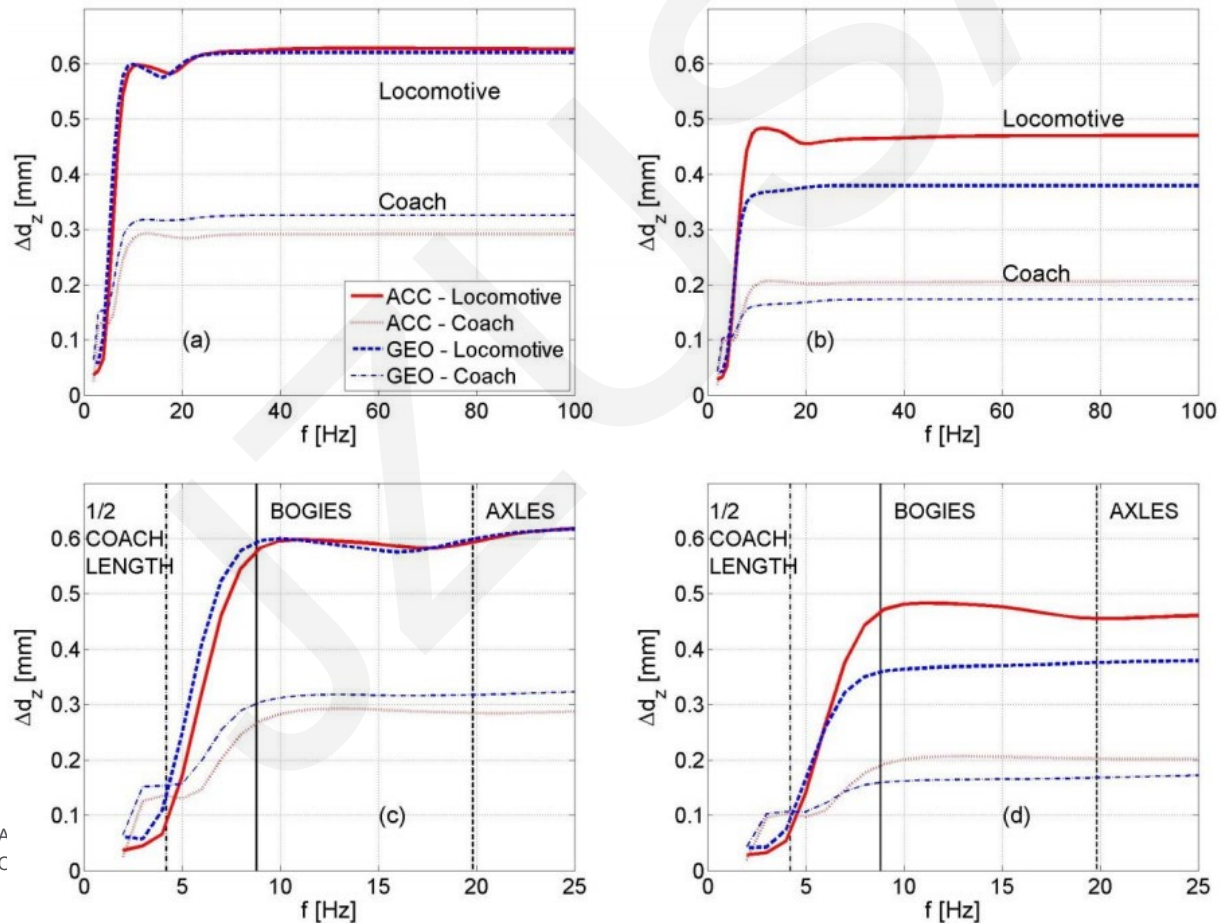 0.6
0.5
0.4
0.3
0.2
0.1
0
Δd_z [mm]
Locomotive
Coach
ACC - Locomotive
ACC - Coach
GEO - Locomotive
GEO - Coach
(a)
0 20 40 60 80 100
f [Hz]
0.6
0.5
0.4
0.3
0.2
0.1
0
Δd_z [mm]
Locomotive
Coach
(b)
0 20 40 60 80 100
f [Hz]
0.6
0.5
0.4
0.3
0.2
0.1
0
Δd_z [mm]
1/2
COACH
LENGTH
BOGIES
AXLES
(c)
0 5 10 15 20 25
f [Hz]
0.6
0.5
0.4
0.3
0.2
0.1
0
Δd_z [mm]
1/2
COACH
LENGTH
BOGIES
AXLES
(d)
0 5 10 15 20 25
f [Hz]
JZUSA